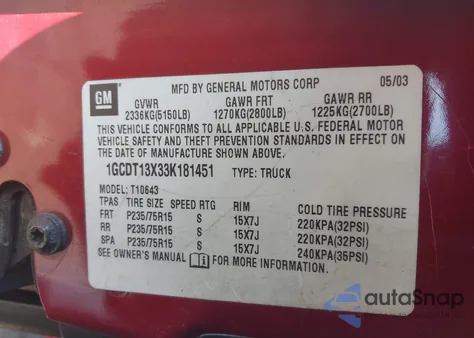 GM
MFD BY GENERAL MOTORS CORP 05/03
GVWR GAWR FRT GAWR RR
2336KG(5150LB) 1270KG(2800LB) 1225KG(2700LB)
THIS VEHICLE CONFORMS TO ALL APPLICABLE U.S. FEDERAL MOTOR
VEHICLE SAFETY AND THEFT PREVENTION STANDARDS IN EFFECT ON
THE DATE OF MANUFACTURE SHOWN ABOVE.
1GCDT13X33K181451 TYPE: TRUCK
MODEL: T10643
TPAS TIRE SIZE SPEED RTG RIM COLD TIRE PRESSURE
FRT P235/75R15 S 15X7J 220KPA(32PSI)
RR P235/75R15 S 15X7J 220KPA(32PSI)
SPA P235/75R15 S 15X7J 240KPA(35PSI)
SEE OWNER'S MANUAL FOR MORE INFORMATION.
autoSnap